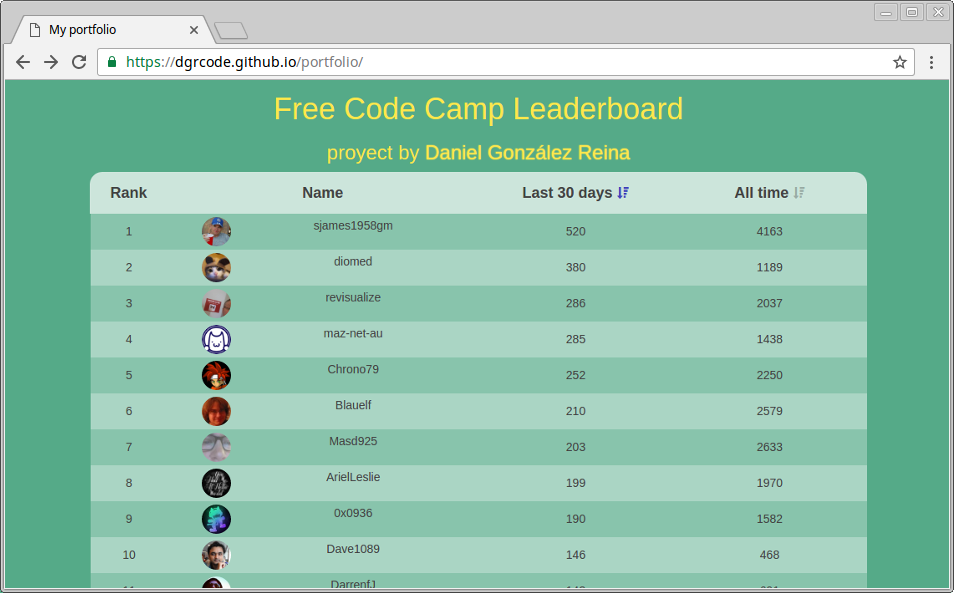 My portfolio
https://dgrcode.github.io/portfolio/
Free Code Camp Leaderboard
proyect by Daniel González Reina
Rank Name Last 30 days All time
1 sjames1958gm 520 4163
2 diomed 380 1189
3 revisualize 286 2037
4 maz-net-au 285 1438
5 Chrono79 252 2250
6 Blauelf 210 2579
7 Masd925 203 2633
8 ArielLeslie 199 1970
9 0x0936 190 1582
10 Dave1089 146 468
DarrenfJ